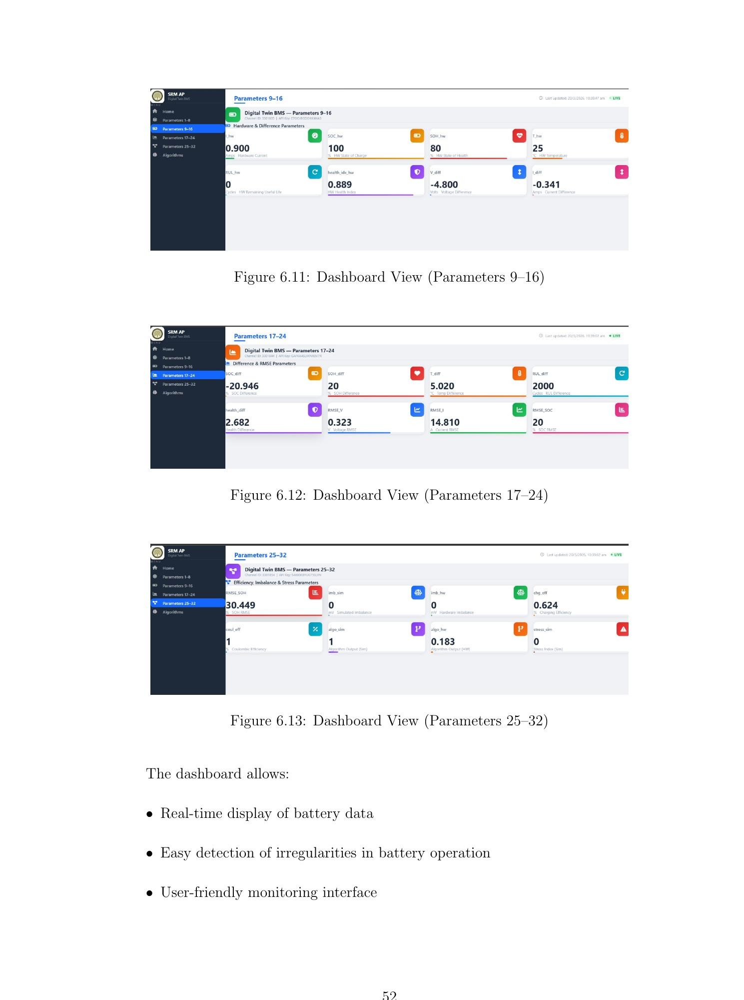 SRM AP
Digital Twin BMS
MENU
Home
Parameters 1–8
Parameters 9–16
Parameters 17–24
Parameters 25–32
Algorithms
Parameters 9–16
Last updated: 20/3/2026, 10:38:47 am LIVE
Digital Twin BMS — Parameters 9–16
Channel ID: 3301835 | API Key:
Hardware & Difference Parameters
I_hw SOC_hw SOH_hw T_hw
0.900 100 80 25
Amps Hardware Current % HW State of Charge % HW State of Health °C HW Temperature
RUL_hw health_idx_hw V_diff I_diff
0 0.889 -4.800 -0.341
Cycles HW Remaining Useful Life HW Health Index Volts Voltage Difference Amps Current Difference
Figure 6.11: Dashboard View (Parameters 9–16)
SRM AP
Digital Twin BMS
MENU
Home
Parameters 1–8
Parameters 9–16
Parameters 17–24
Parameters 25–32
Algorithms
Parameters 17–24
Last updated: 20/3/2026, 10:39:02 am LIVE
Digital Twin BMS — Parameters 17–24
Channel ID: 3301844 | API Key:
Difference & RMSE Parameters
SOC_diff SOH_diff T_diff RUL_diff
-20.946 20 5.020 2000
% SOC Difference % SOH Difference °C Temp Difference Cycles RUL Difference
health_diff RMSE_V RMSE_I RMSE_SOC
2.682 0.323 14.810 20
Health Difference V Voltage RMSE A Current RMSE % SOC RMSE
Figure 6.12: Dashboard View (Parameters 17–24)
SRM AP
Digital Twin BMS
MENU
Home
Parameters 1–8
Parameters 9–16
Parameters 17–24
Parameters 25–32
Algorithms
Parameters 25–32
Last updated: 20/3/2026, 10:39:02 am LIVE
Digital Twin BMS — Parameters 25–32
Channel ID: 3301854 | API Key:
Efficiency, Imbalance & Stress Parameters
RMSE_SOH imb_sim imb_hw chg_eff
30.449 0 0 0.624
% SOH RMSE mV Simulated Imbalance mV Hardware Imbalance % Charging Efficiency
coul_eff algo_sim algo_hw stress_sim
1 1 0.183 0
% Coulombic Efficiency Algorithm Output (Sim) Algorithm Output (HW) Stress Index (Sim)
Figure 6.13: Dashboard View (Parameters 25–32)
The dashboard allows:
• Real-time display of battery data
• Easy detection of irregularities in battery operation
• User-friendly monitoring interface
52